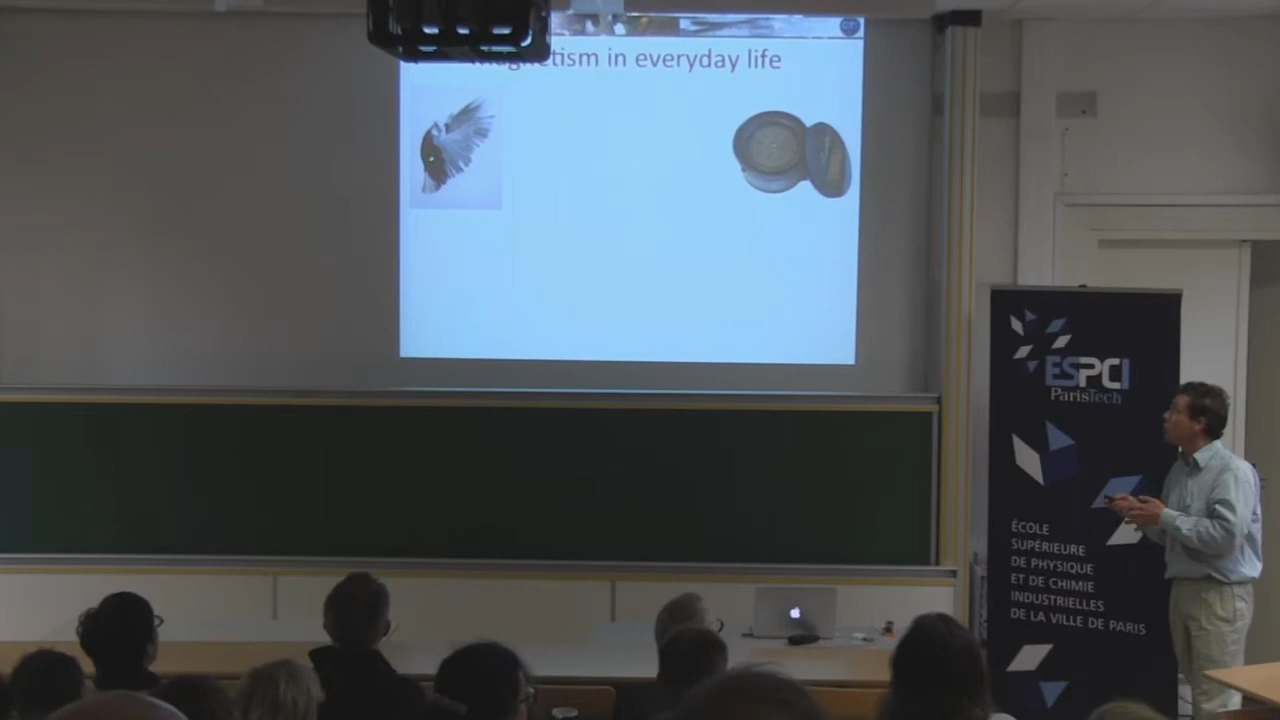 Magnetism in everyday life
ESPCI
ParisTech
ÉCOLE
SUPÉRIEURE
DE PHYSIQUE
ET DE CHIMIE
INDUSTRIELLES
DE LA VILLE DE PARIS